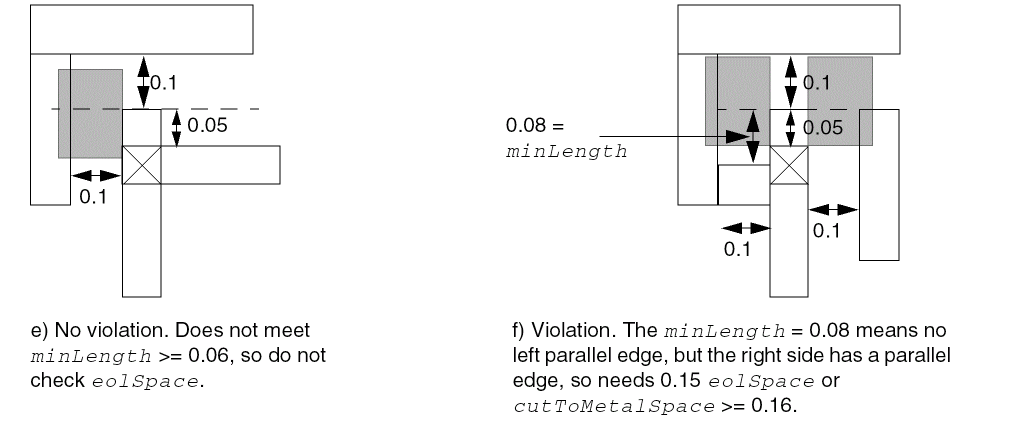 0.1
0.05
0.1
e) No violation. Does not meet
minLength >= 0.06, so do not
check eolSpace.
0.1
0.08 =
0.05
minLength
0.1
0.1
f) Violation. The minLength = 0.08 means no
left parallel edge, but the right side has a parallel
edge, so needs 0.15 eolSpace or
cutToMetalSpace >= 0.16.